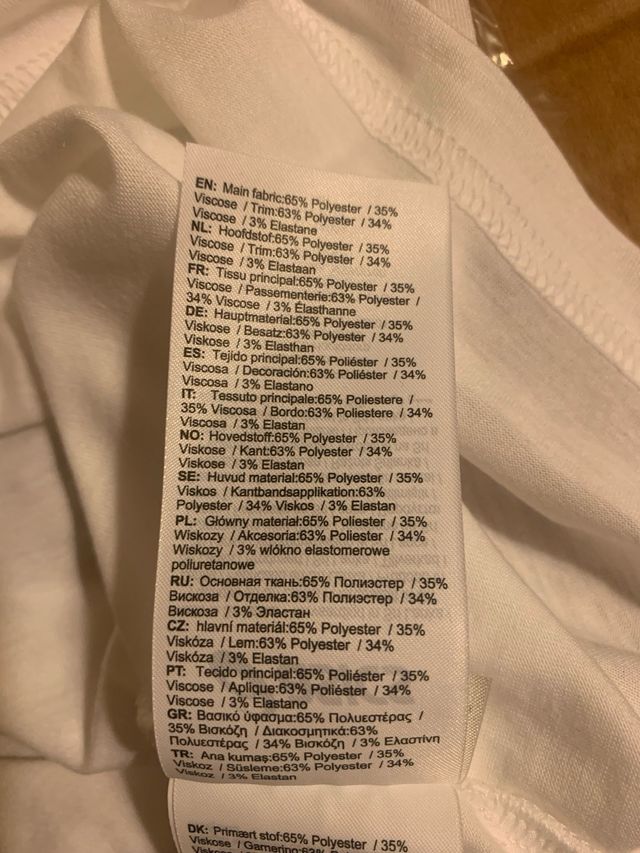 EN: Main fabric:65% Polyester / 35%
Viscose / Trim:63% Polyester / 34%
Viscose / 3% Elastane
NL: Hoofdstof:65% Polyester / 35%
Viscose / Trim:63% Polyester / 34%
Viscose / 3% Elastaan
FR: Tissu principal:65% Polyester / 35%
Viscose / Passementerie:63% Polyester /
34% Viscose / 3% Élasthanne
DE: Hauptmaterial:65% Polyester / 35%
Viskose / Besatz:63% Polyester / 34%
Viskose / 3% Elasthan
ES: Tejido principal:65% Poliéster / 35%
Viscosa / Decoración:63% Poliéster / 34%
Viscosa / 3% Elastano
IT: Tessuto principale:65% Poliestere /
35% Viscosa / Bordo:63% Poliestere / 34%
Viscosa / 3% Elastan
NO: Hovedstoff:65% Polyester / 35%
Viskose / Kant:63% Polyester / 34%
Viskose / 3% Elastan
SE: Huvud material:65% Polyester / 35%
Viskos / Kantbandsapplikation:63%
Polyester / 34% Viskos / 3% Elastan
PL: Główny materiał:65% Poliester / 35%
Wiskozy / Akcesoria:63% Poliester / 34%
Wiskozy / 3% włókno elastomerowe
poliuretanowe
RU: Основная ткань:65% Полиэстер / 35%
Вискоза / Отделка:63% Полиэстер / 34%
Вискоза / 3% Эластан
CZ: hlavní materiál:65% Polyester / 35%
Viskóza / Lem:63% Polyester / 34%
Viskóza / 3% Elastan
PT: Tecido principal:65% Poliéster / 35%
Viscose / Aplique:63% Poliéster / 34%
Viscose / 3% Elastano
GR: Βασικό ύφασμα:65% Πολυεστέρας /
35% Βισκόζη / Διακοσμητικά:63%
Πολυεστέρας / 34% Βισκόζη / 3% Ελαστίνη
TR: Ana kumaş:65% Polyester / 35%
Viskoz / Süsleme:63% Polyester / 34%
Viskoz / 3% Elastan
DK: Primært stof:65% Polyester / 35%
Viskose / Garnering:63% Polyester / 34%